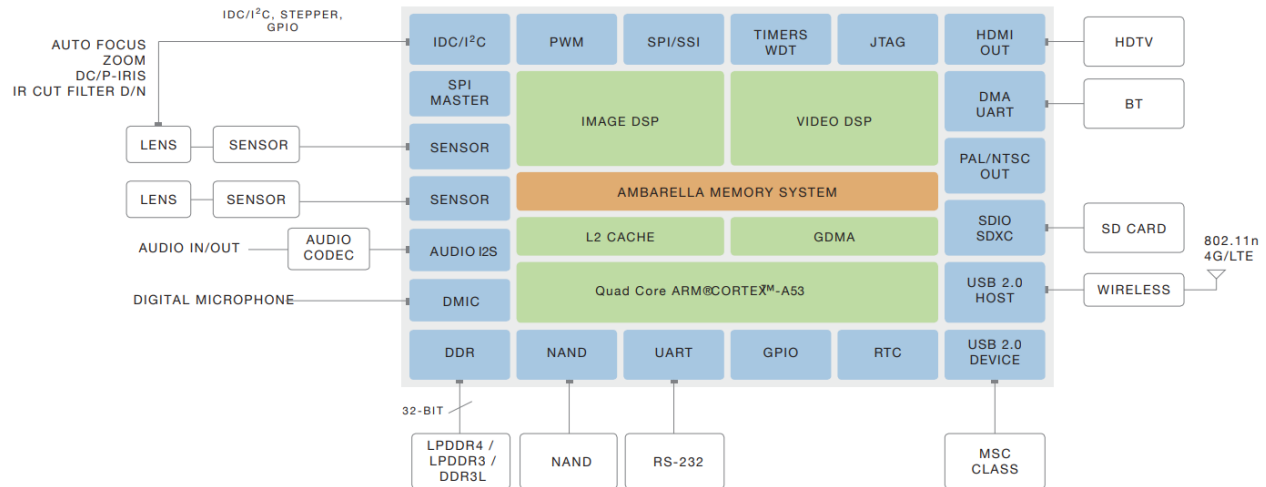 IDC/I²C, STEPPER,
GPIO
AUTO FOCUS
ZOOM
DC/P-IRIS
IR CUT FILTER D/N
IDC/I²C
PWM
SPI/SSI
TIMERS
WDT
JTAG
HDMI
OUT
HDTV
SPI
MASTER
IMAGE DSP
VIDEO DSP
DMA
UART
BT
LENS
SENSOR
SENSOR
PAL/NTSC
OUT
LENS
SENSOR
SENSOR
AMBARELLA MEMORY SYSTEM
SDIO
SDXC
SD CARD
AUDIO IN/OUT
AUDIO
CODEC
AUDIO I2S
L2 CACHE
GDMA
802.11n
4G/LTE
DIGITAL MICROPHONE
DMIC
Quad Core ARM®CORTEX™-A53
USB 2.0
HOST
WIRELESS
DDR
NAND
UART
GPIO
RTC
USB 2.0
DEVICE
32-BIT
LPDDR4 /
LPDDR3 /
DDR3L
NAND
RS-232
MSC
CLASS